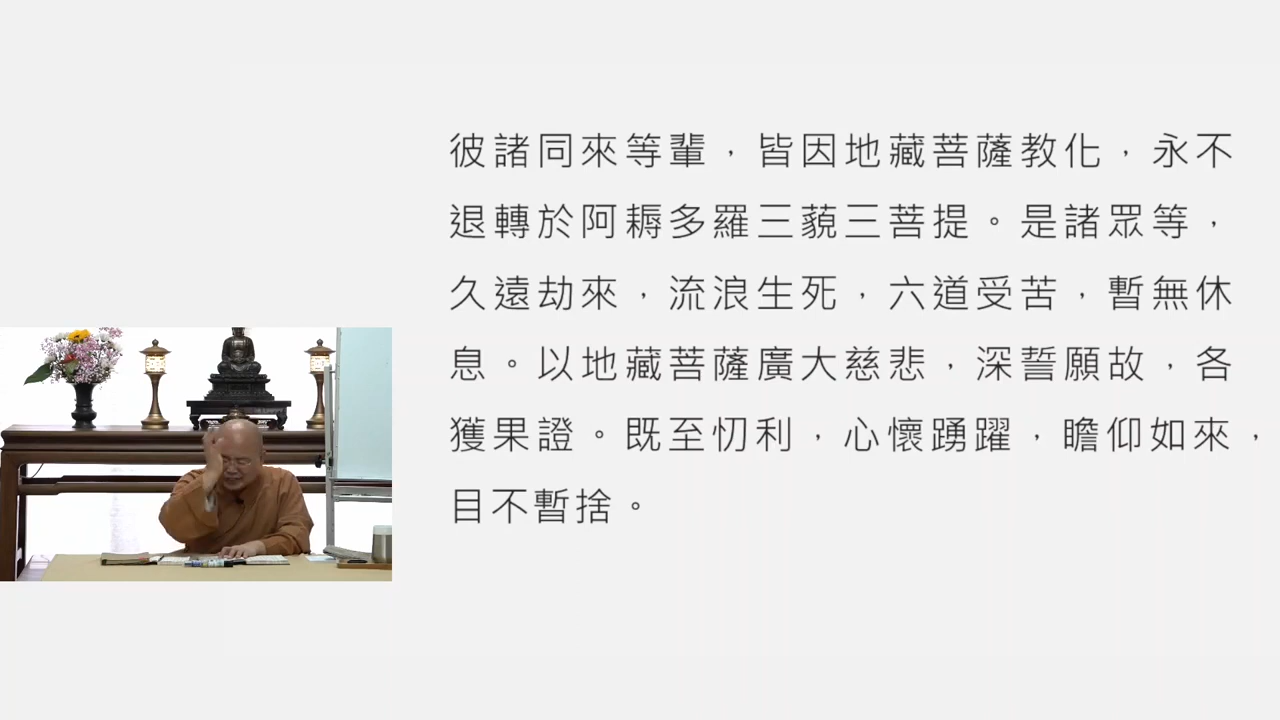 彼諸同來等輩，皆因地藏菩薩教化，永不
退轉於阿耨多羅三藐三菩提。是諸眾等，
久遠劫來，流浪生死，六道受苦，暫無休
息。以地藏菩薩廣大慈悲，深誓願故，各
獲果證。既至忉利，心懷踴躍，瞻仰如來，
目不暫捨。